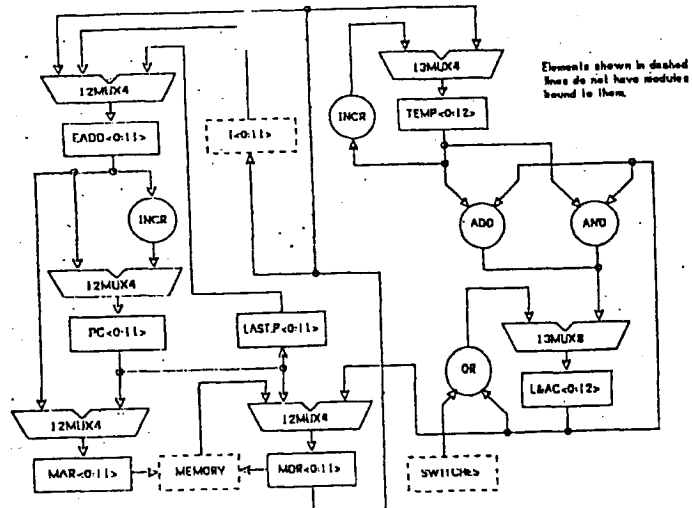 12MUX4
EADD<0:11>
INCR
12MUX4
PC<0:11>
12MUX4
MAR<0:11>
I<0:11>
LAST.P<0:11>
12MUX4
MEMORY
MDR<0:11>
13MUX4
INCR
TEMP<0:12>
Elements shown in dashed
lines do not have modules
bound to them.
ADD
AND
13MUX8
OR
L&AC<0:12>
SWITCHES